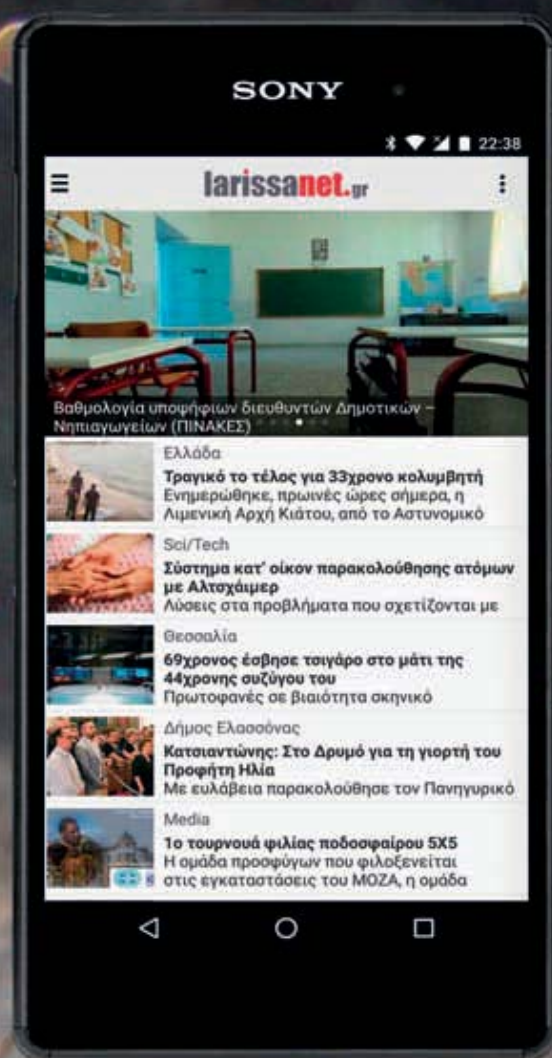 SONY
22:38
larissanet.gr
Βαθμολογία υποψήφιων διευθυντών Δημοτικών –
Νηπιαγωγείων (ΠΙΝΑΚΕΣ)
Ελλάδα
Τραγικό το τέλος για 33χρονο κολυμβητή
Ενημερώθηκε, πρωινές ώρες σήμερα, η
Λιμενική Αρχή Κιάτου, από το Αστυνομικό
Sci/Tech
Σύστημα κατ' οίκον παρακολούθησης ατόμων
με Αλτσχάιμερ
Λύσεις στα προβλήματα που σχετίζονται με
Θεσσαλία
69χρονος έσβησε τσιγάρο στο μάτι της
44χρονης συζύγου του
Πρωτοφανές σε βιαιότητα σκηνικό
Δήμος Ελασσόνας
Κατσιαντώνης: Στο Δρυμό για τη γιορτή του
Προφήτη Ηλία
Με ευλάβεια παρακολούθησε τον Πανηγυρικό
Media
1ο τουρνουά φιλίας ποδοσφαίρου 5Χ5
Η ομάδα προσφύγων που φιλοξενείται
στις εγκαταστάσεις του ΜΟΖΑ, η ομάδα